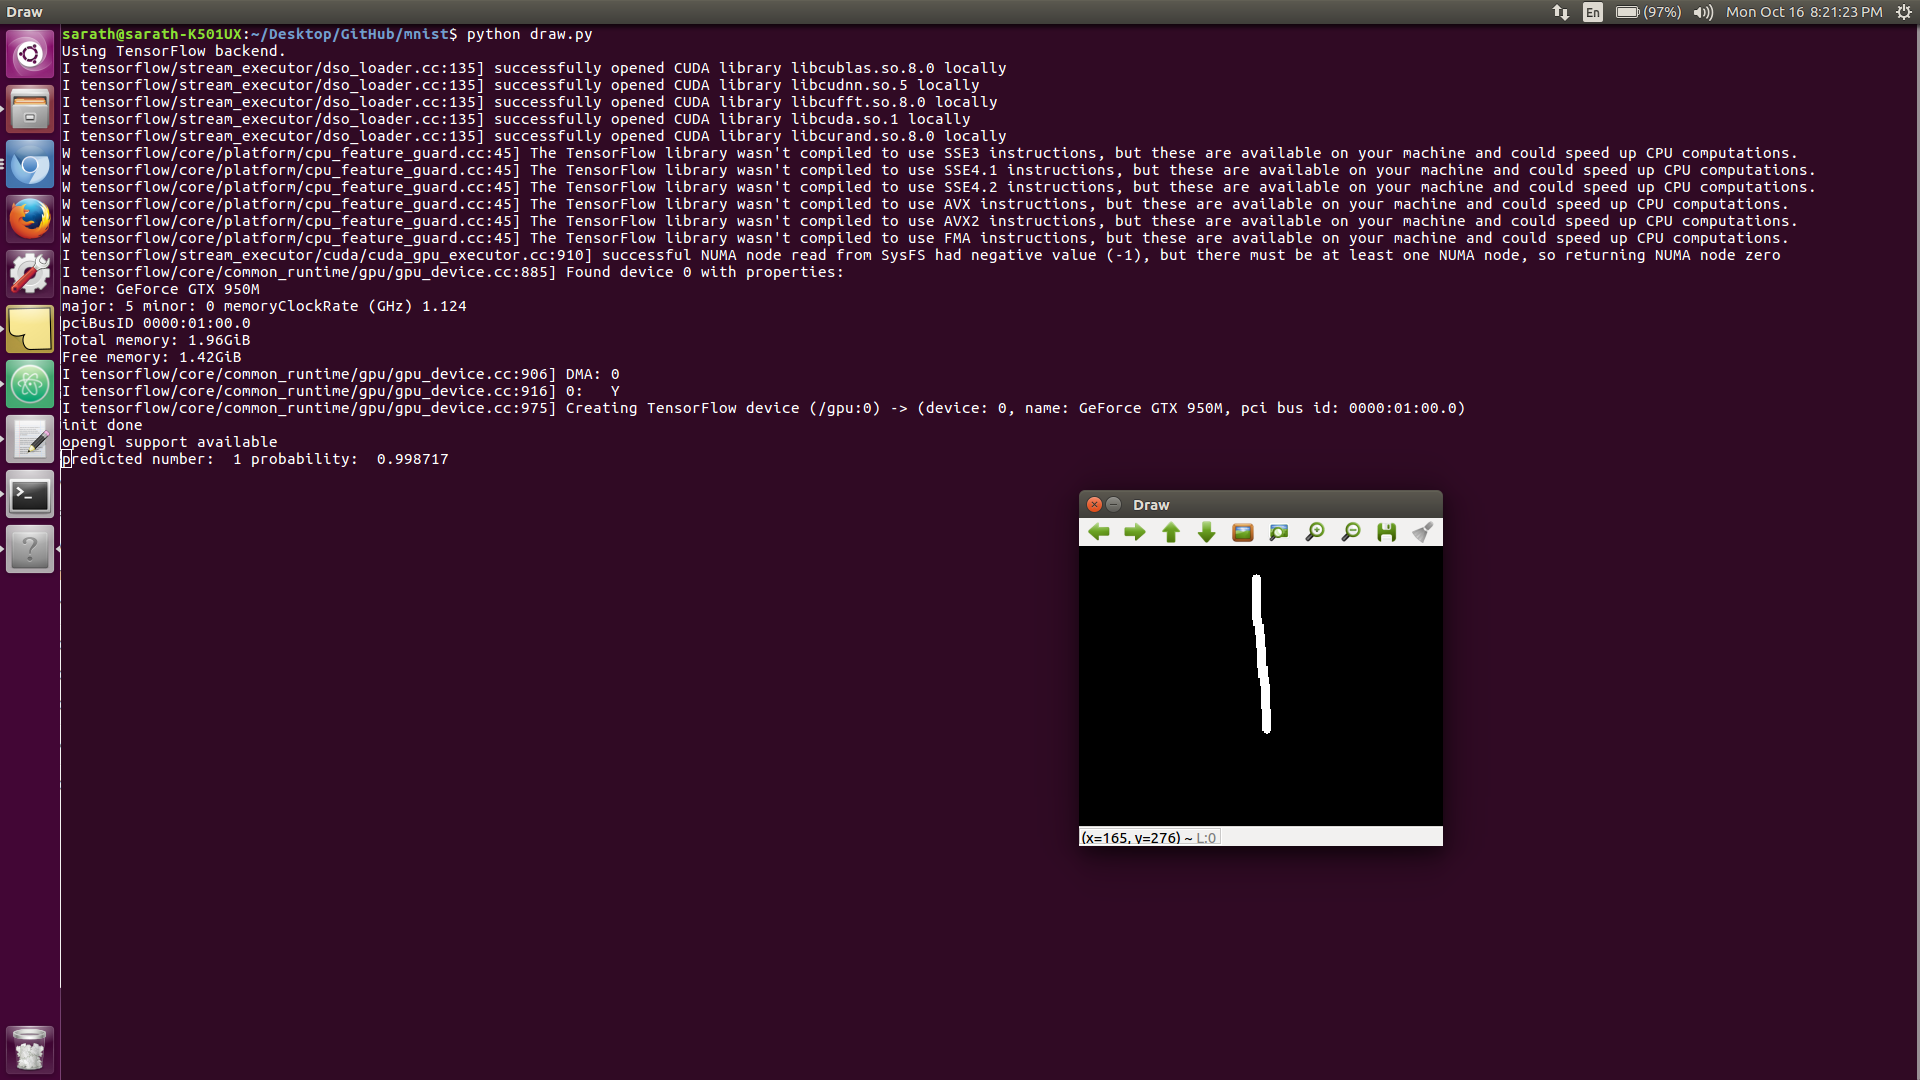 Draw
En
(97%)
Mon Oct 16 8:21:23 PM
sarath@sarath-K501UX:~/Desktop/GitHub/mnist$ python draw.py
Using TensorFlow backend.
I tensorflow/stream_executor/dso_loader.cc:135] successfully opened CUDA library libcublas.so.8.0 locally
I tensorflow/stream_executor/dso_loader.cc:135] successfully opened CUDA library libcudnn.so.5 locally
I tensorflow/stream_executor/dso_loader.cc:135] successfully opened CUDA library libcufft.so.8.0 locally
I tensorflow/stream_executor/dso_loader.cc:135] successfully opened CUDA library libcuda.so.1 locally
I tensorflow/stream_executor/dso_loader.cc:135] successfully opened CUDA library libcurand.so.8.0 locally
W tensorflow/core/platform/cpu_feature_guard.cc:45] The TensorFlow library wasn't compiled to use SSE3 instructions, but these are available on your machine and could speed up CPU computations.
W tensorflow/core/platform/cpu_feature_guard.cc:45] The TensorFlow library wasn't compiled to use SSE4.1 instructions, but these are available on your machine and could speed up CPU computations.
W tensorflow/core/platform/cpu_feature_guard.cc:45] The TensorFlow library wasn't compiled to use SSE4.2 instructions, but these are available on your machine and could speed up CPU computations.
W tensorflow/core/platform/cpu_feature_guard.cc:45] The TensorFlow library wasn't compiled to use AVX instructions, but these are available on your machine and could speed up CPU computations.
W tensorflow/core/platform/cpu_feature_guard.cc:45] The TensorFlow library wasn't compiled to use AVX2 instructions, but these are available on your machine and could speed up CPU computations.
W tensorflow/core/platform/cpu_feature_guard.cc:45] The TensorFlow library wasn't compiled to use FMA instructions, but these are available on your machine and could speed up CPU computations.
I tensorflow/stream_executor/cuda/cuda_gpu_executor.cc:910] successful NUMA node read from SysFS had negative value (-1), but there must be at least one NUMA node, so returning NUMA node zero
I tensorflow/core/common_runtime/gpu/gpu_device.cc:885] Found device 0 with properties:
name: GeForce GTX 950M
major: 5 minor: 0 memoryClockRate (GHz) 1.124
pciBusID 0000:01:00.0
Total memory: 1.96GiB
Free memory: 1.42GiB
I tensorflow/core/common_runtime/gpu/gpu_device.cc:906] DMA: 0
I tensorflow/core/common_runtime/gpu/gpu_device.cc:916] 0:   Y
I tensorflow/core/common_runtime/gpu/gpu_device.cc:975] Creating TensorFlow device (/gpu:0) -> (device: 0, name: GeForce GTX 950M, pci bus id: 0000:01:00.0)
init done
opengl support available
predicted number:  1 probability:  0.998717
Draw
(x=165, y=276) ~ L:0